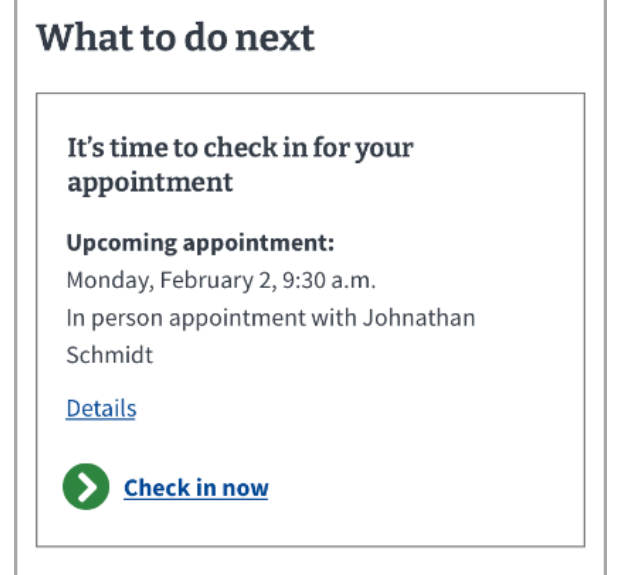 What to do next
It’s time to check in for your
appointment
Upcoming appointment:
Monday, February 2, 9:30 a.m.
In person appointment with Johnathan
Schmidt
Details
Check in now